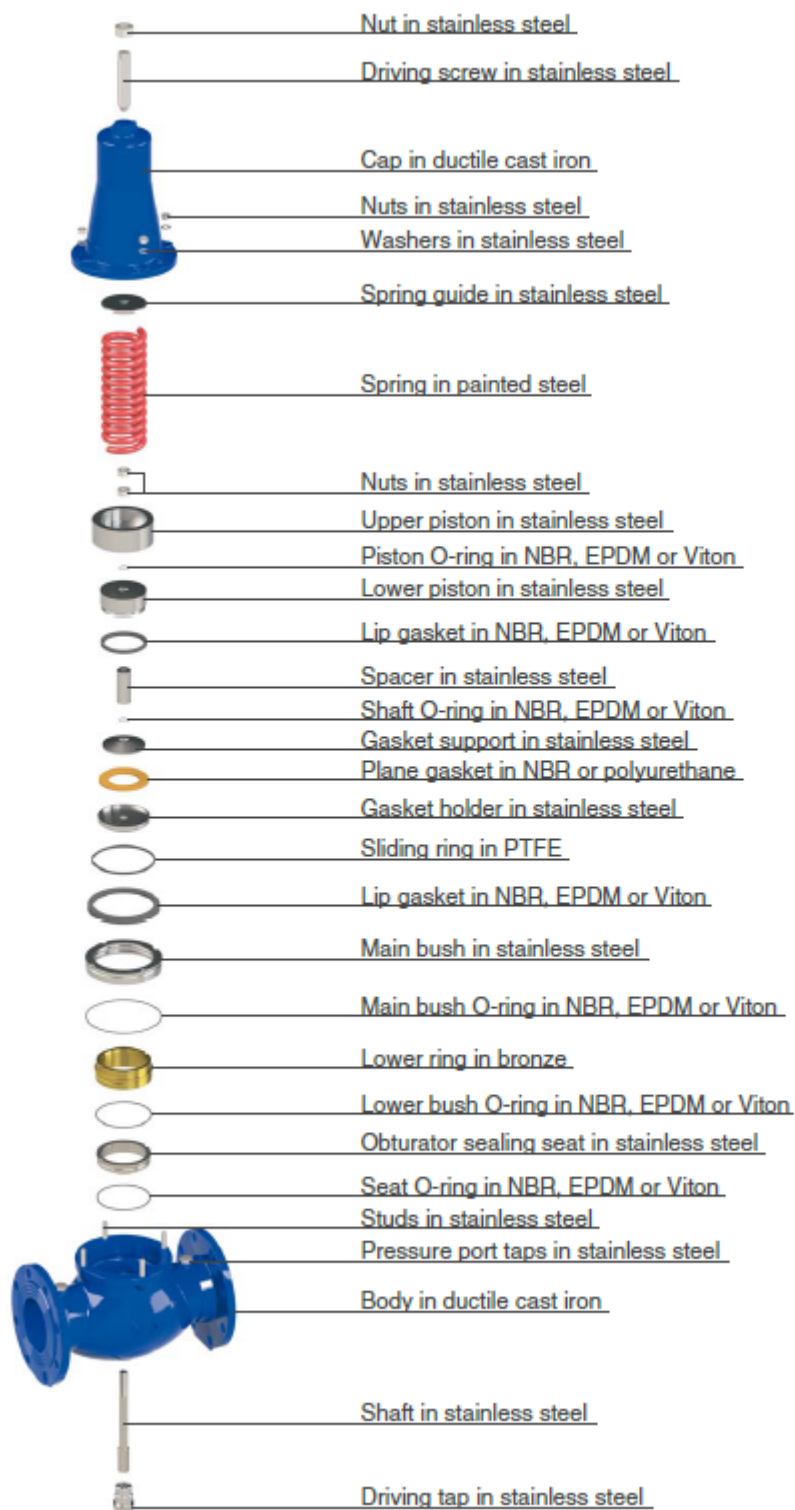 Nut in stainless steel
Driving screw in stainless steel
Cap in ductile cast iron
Nuts in stainless steel
Washers in stainless steel
Spring guide in stainless steel
Spring in painted steel
Nuts in stainless steel
Upper piston in stainless steel
Piston O-ring in NBR, EPDM or Viton
Lower piston in stainless steel
Lip gasket in NBR, EPDM or Viton
Spacer in stainless steel
Shaft O-ring in NBR, EPDM or Viton
Gasket support in stainless steel
Plane gasket in NBR or polyurethane
Gasket holder in stainless steel
Sliding ring in PTFE
Lip gasket in NBR, EPDM or Viton
Main bush in stainless steel
Main bush O-ring in NBR, EPDM or Viton
Lower ring in bronze
Lower bush O-ring in NBR, EPDM or Viton
Obturator sealing seat in stainless steel
Seat O-ring in NBR, EPDM or Viton
Studs in stainless steel
Pressure port taps in stainless steel
Body in ductile cast iron
Shaft in stainless steel
Driving tap in stainless steel